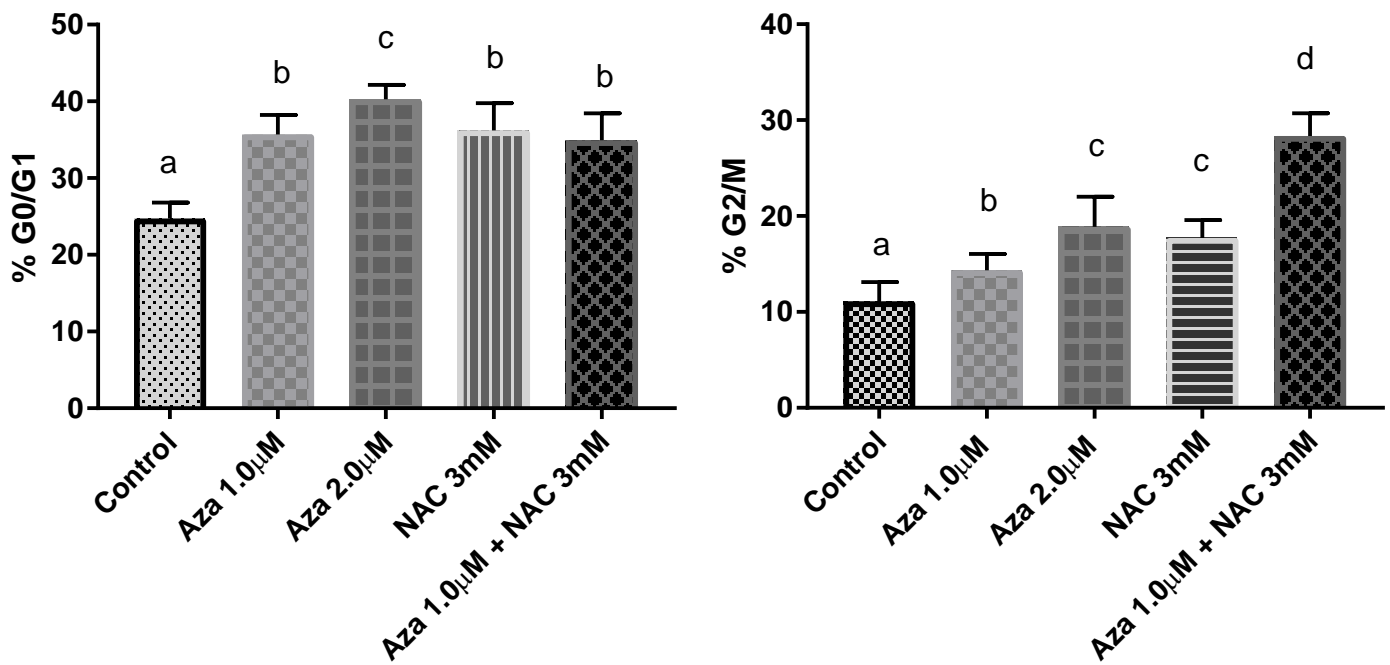 % G0/G1
50
40
30
20
10
0
a
b
c
b
b
Control
Aza 1.0μM
Aza 2.0μM
NAC 3mM
Aza 1.0μM + NAC 3mM
% G2/M
40
30
20
10
0
a
b
c
c
d
Control
Aza 1.0μM
Aza 2.0μM
NAC 3mM
Aza 1.0μM + NAC 3mM